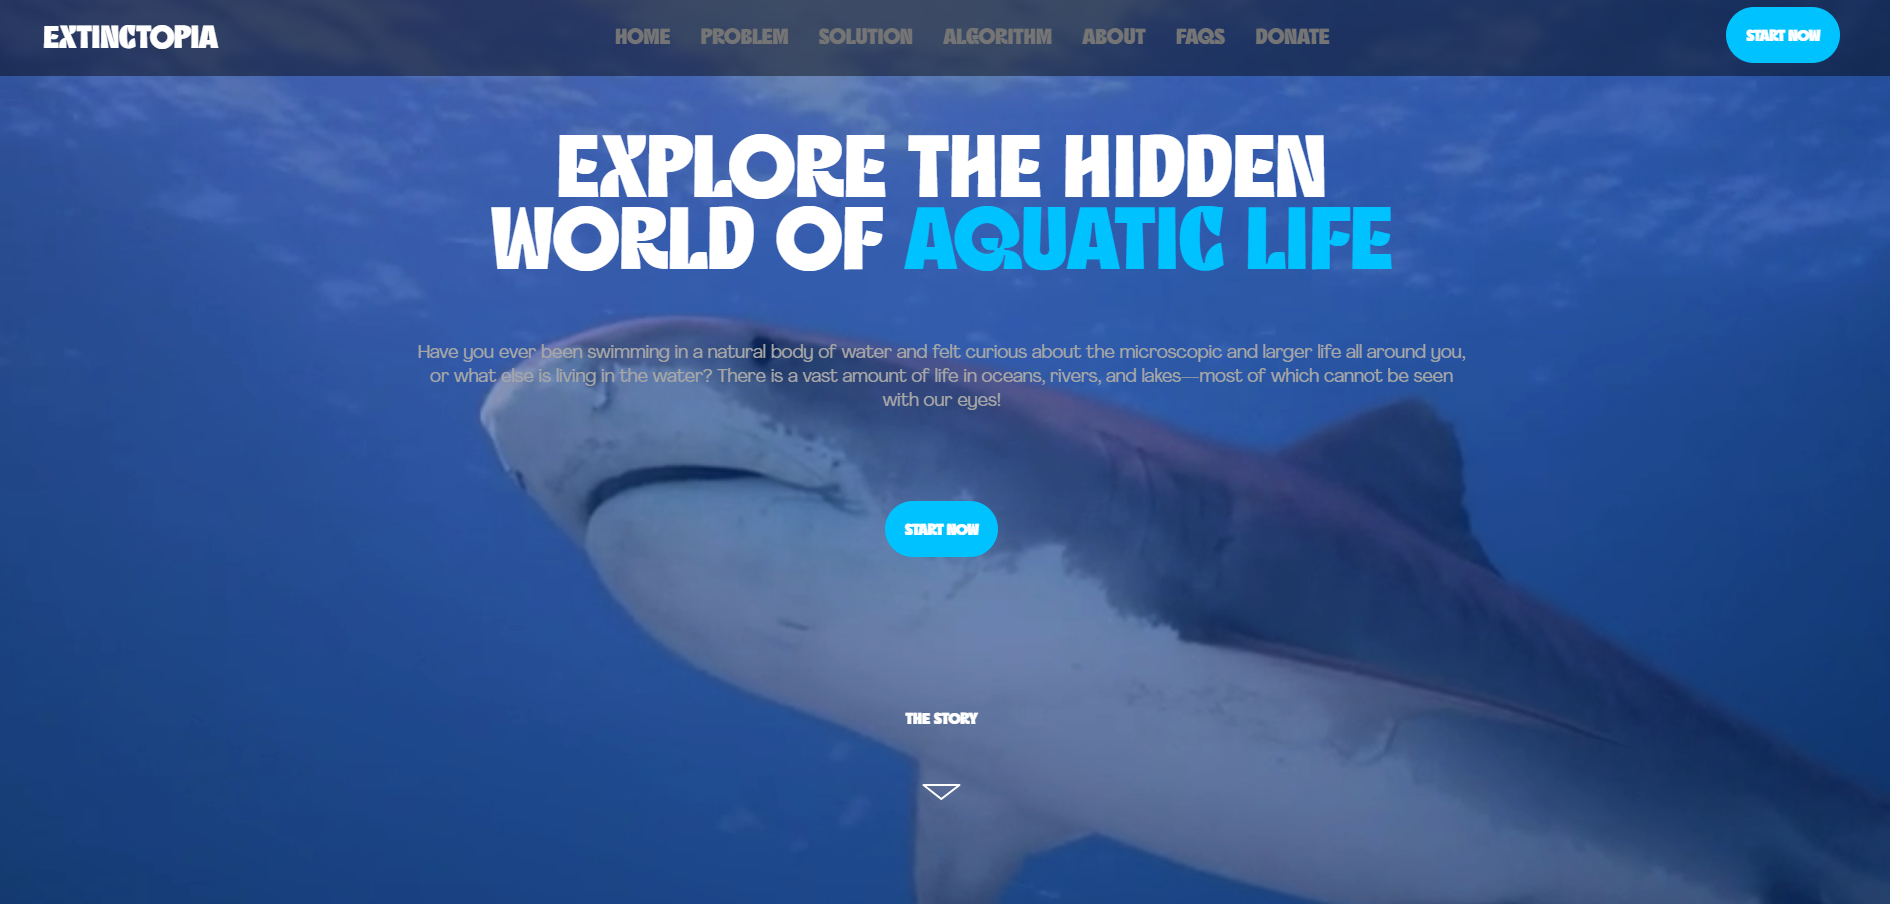 EXTINCTOPIA
HOME PROBLEM SOLUTION ALGORITHM ABOUT FAQS DONATE
START NOW
EXPLORE THE HIDDEN
WORLD OF AQUATIC LIFE
Have you ever been swimming in a natural body of water and felt curious about the microscopic and larger life all around you,
or what else is living in the water? There is a vast amount of life in oceans, rivers, and lakes—most of which cannot be seen
with our eyes!
START NOW
THE STORY